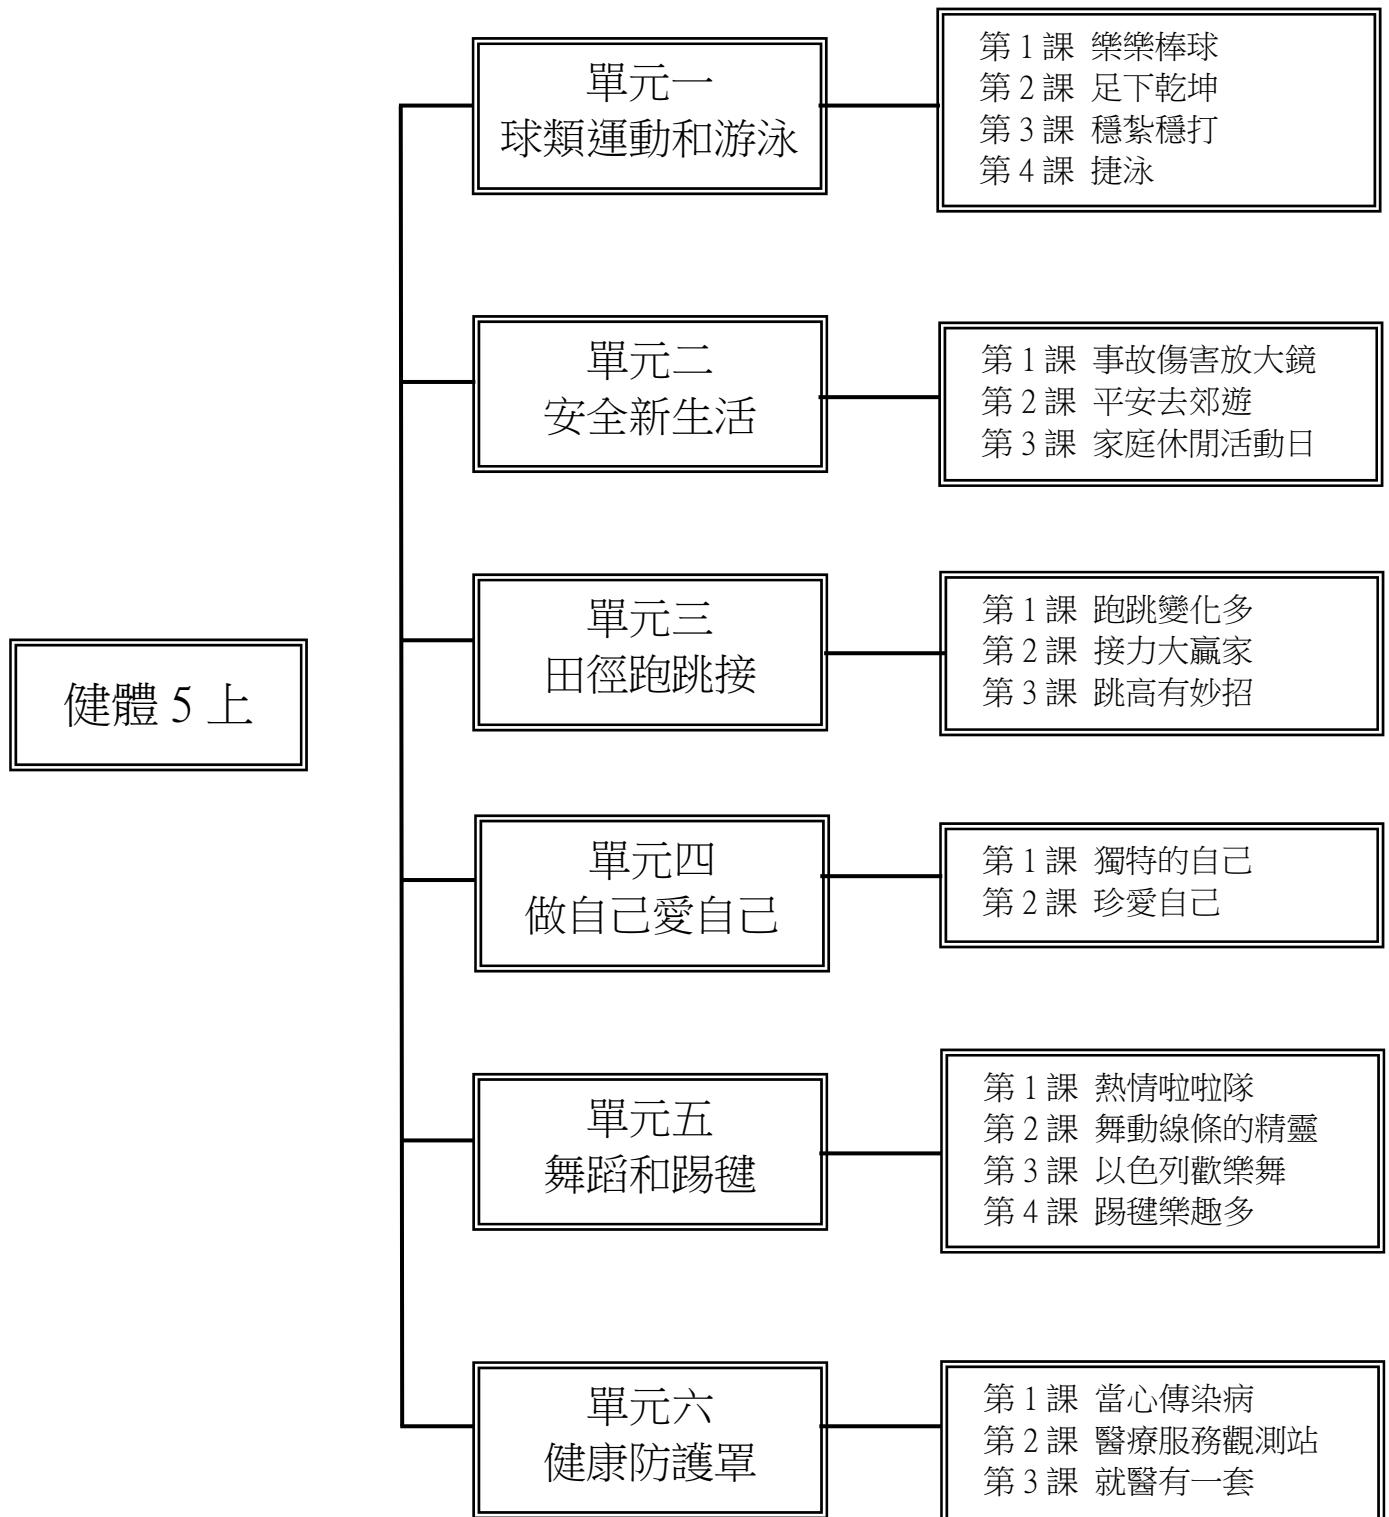 健體 5 上
單元一
球類運動和游泳
第 1 課 樂樂棒球
第 2 課 足下乾坤
第 3 課 穩紮穩打
第 4 課 捷泳
單元二
安全新生活
第 1 課 事故傷害放大鏡
第 2 課 平安去郊遊
第 3 課 家庭休閒活動日
單元三
田徑跑跳接
第 1 課 跑跳變化多
第 2 課 接力大贏家
第 3 課 跳高有妙招
單元四
做自己愛自己
第 1 課 獨特的自己
第 2 課 珍愛自己
單元五
舞蹈和踢毽
第 1 課 熱情啦啦隊
第 2 課 舞動線條的精靈
第 3 課 以色列歡樂舞
第 4 課 踢毽樂趣多
單元六
健康防護罩
第 1 課 當心傳染病
第 2 課 醫療服務觀測站
第 3 課 就醫有一套